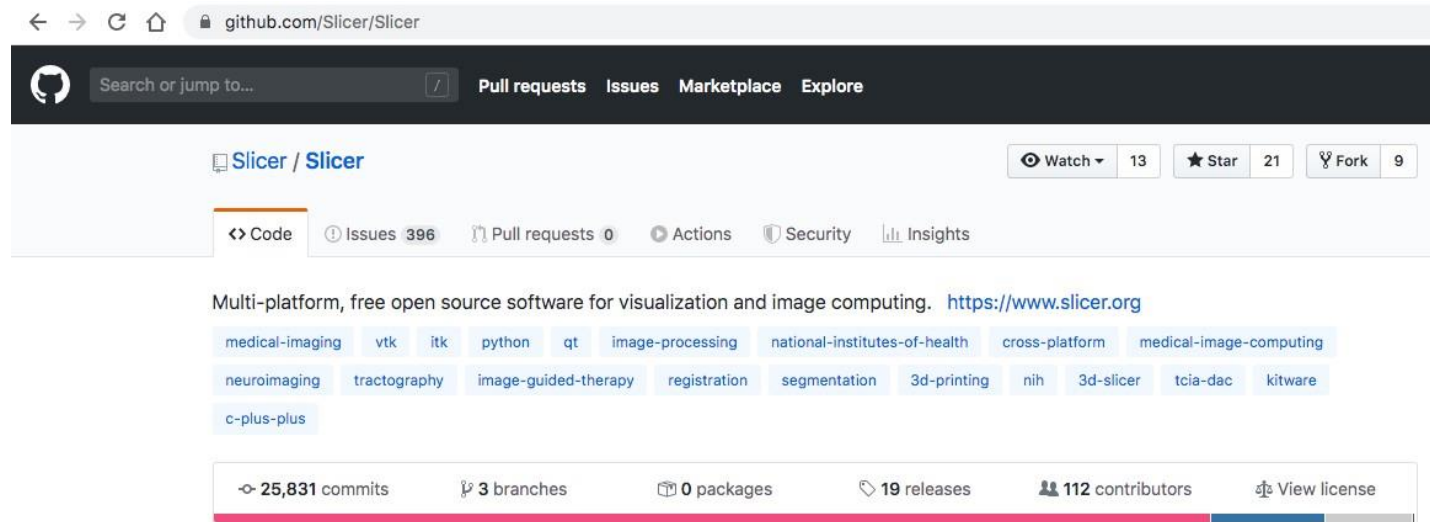 github.com/Slicer/Slicer
Search or jump to... / Pull requests Issues Marketplace Explore
Slicer / Slicer Watch 13 Star 21 Fork 9
Code Issues 396 Pull requests 0 Actions Security Insights
Multi-platform, free open source software for visualization and image computing. https://www.slicer.org
medical-imaging vtk itk python qt image-processing national-institutes-of-health cross-platform medical-image-computing
neuroimaging tractography image-guided-therapy registration segmentation 3d-printing nih 3d-slicer tcia-dac kitware
c-plus-plus
25,831 commits 3 branches 0 packages 19 releases 112 contributors View license